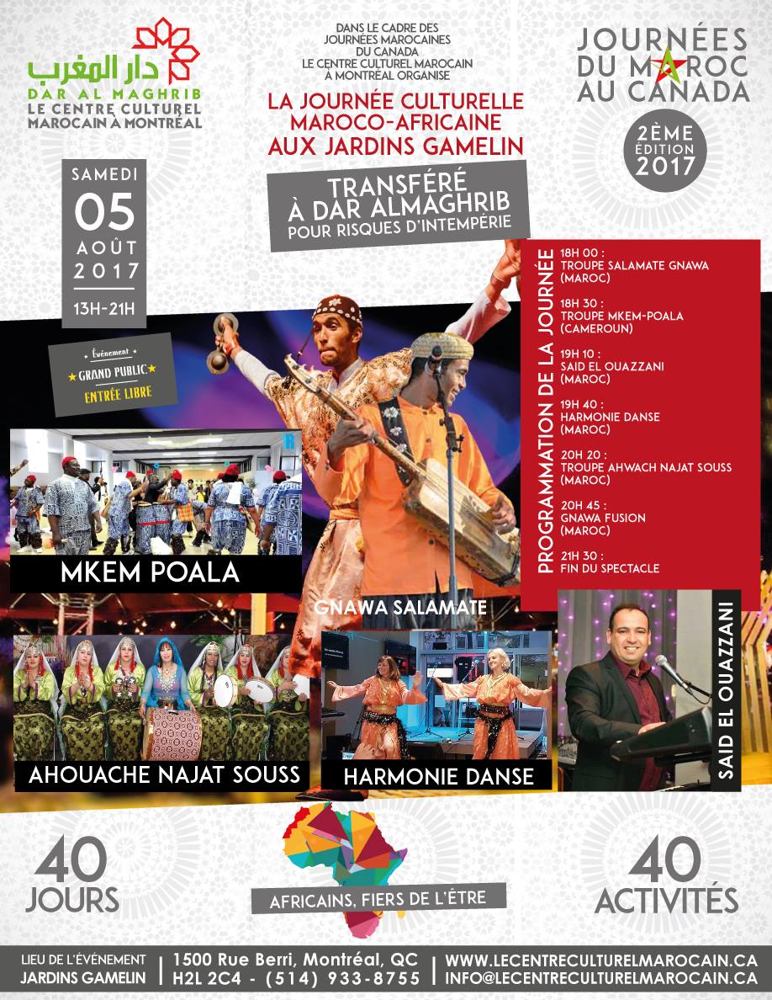 دار المغرب
DAR AL MAGHRIB
LE CENTRE CULTUREL
MAROCAIN À MONTRÉAL
DANS LE CADRE DES
JOURNÉES MAROCAINES
DU CANADA
LE CENTRE CULTUREL MAROCAIN
À MONTRÉAL ORGANISE
LA JOURNÉE CULTURELLE
MAROCO-AFRICAINE
AUX JARDINS GAMELIN
TRANSFÉRÉ
À DAR ALMAGHRIB
POUR RISQUES D'INTEMPÉRIE
JOURNÉES
DU MAROC
AU CANADA
2ÈME
ÉDITION
2017
SAMEDI
05
AOÛT
2017
13H-21H
Événement
GRAND PUBLIC
ENTRÉE LIBRE
PROGRAMMATION DE LA JOURNÉE
18H 00 :
TROUPE SALAMATE GNAWA
(MAROC)
18H 30 :
TROUPE MKEM-POALA
(CAMEROUN)
19H 10 :
SAID EL OUAZZANI
(MAROC)
19H 40 :
HARMONIE DANSE
(MAROC)
20H 20 :
TROUPE AHWACH NAJAT SOUSS
(MAROC)
20H 45 :
GNAWA FUSION
(MAROC)
21H 30 :
FIN DU SPECTACLE
MKEM POALA
GNAWA SALAMATE
AHOUACHE NAJAT SOUSS
HARMONIE DANSE
SAID EL OUAZZANI
40
JOURS
AFRICAINS, FIERS DE L'ÊTRE
40
ACTIVITÉS
LIEU DE L'ÉVÉNEMENT
JARDINS GAMELIN
1500 Rue Berri, Montréal, QC
H2L 2C4 - (514) 933-8755
WWW.LECENTRECULTURELMAROCAIN.CA
INFO@LECENTRECULTURELMAROCAIN.CA